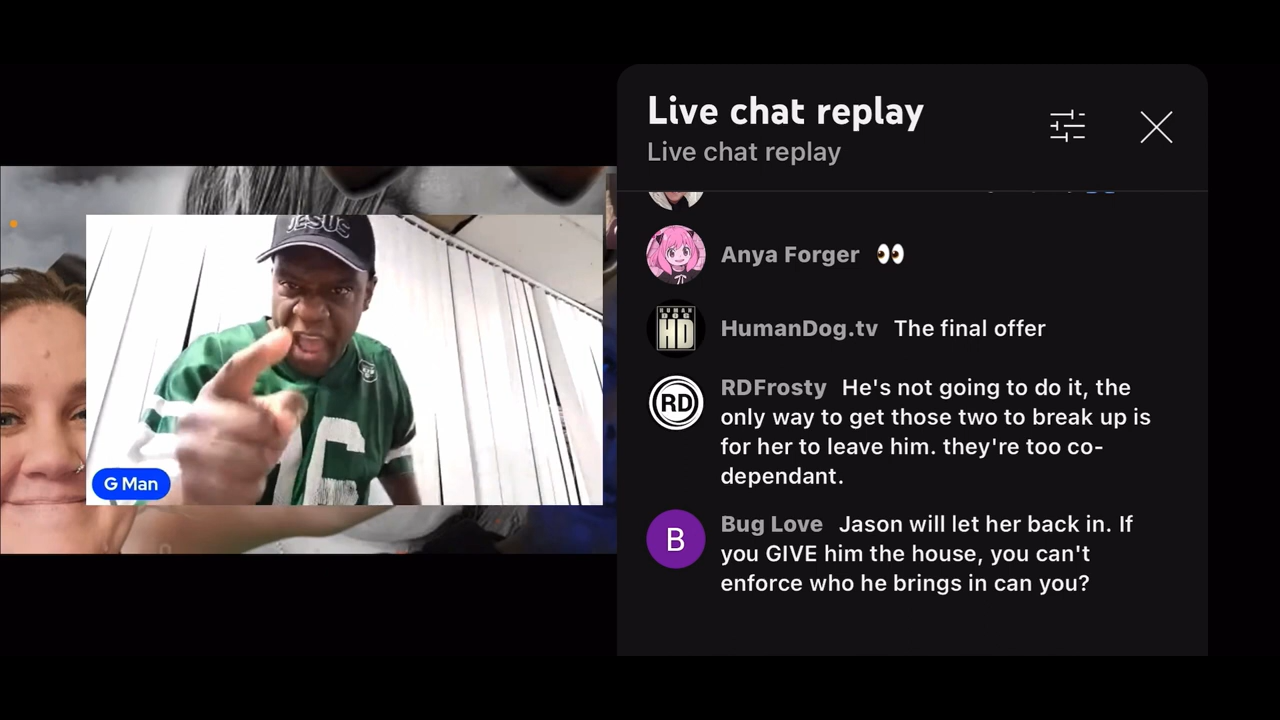 Live chat replay
Live chat replay
Anya Forger 👀
HUMAN
DOG
HD
HumanDog.tv The final offer
RD
RDFrosty He's not going to do it, the
only way to get those two to break up is
for her to leave him. they're too co-
dependant.
B
Bug Love Jason will let her back in. If
you GIVE him the house, you can't
enforce who he brings in can you?
JESUS
G Man